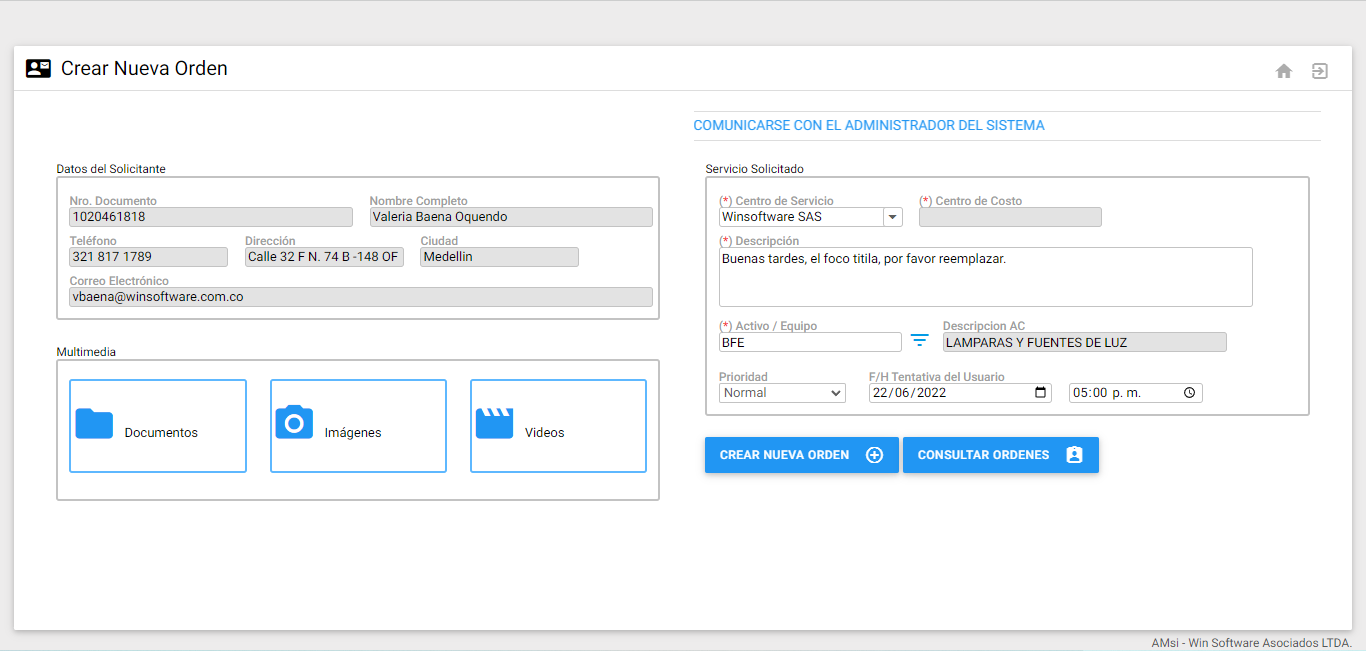 Crear Nueva Orden
COMUNICARSE CON EL ADMINISTRADOR DEL SISTEMA
Datos del Solicitante
Nro. Documento Nombre Completo
1020461818 Valeria Baena Oquendo
Teléfono Dirección Ciudad
321 817 1789 Calle 32 F N. 74 B -148 OF Medellin
Correo Electrónico
vbaena@winsoftware.com.co
Multimedia
Documentos Imágenes Videos
Servicio Solicitado
(*) Centro de Servicio (*) Centro de Costo
Winsoftware SAS
(*) Descripción
Buenas tardes, el foco titila, por favor reemplazar.
(*) Activo / Equipo Descripcion AC
BFE LAMPARAS Y FUENTES DE LUZ
Prioridad F/H Tentativa del Usuario
Normal 22/06/2022 05:00 p. m.
CREAR NUEVA ORDEN CONSULTAR ORDENES
AMsi - Win Software Asociados LTDA.